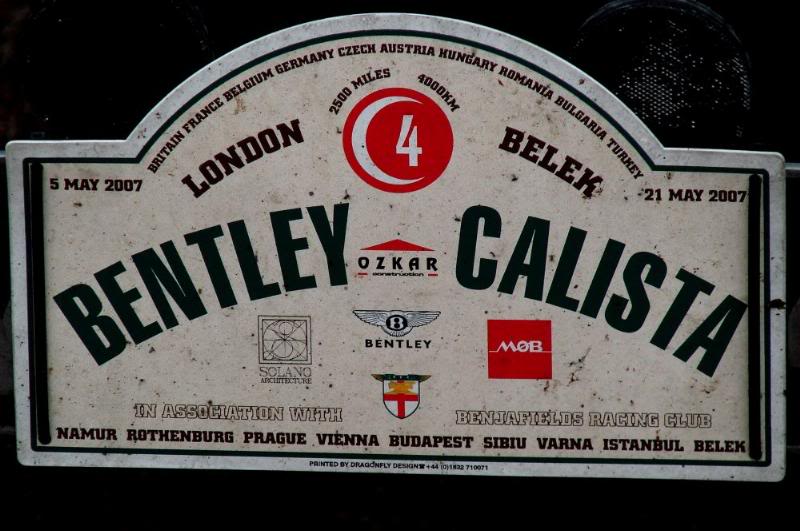 BRITAIN FRANCE BELGIUM GERMANY CZECH AUSTRIA HUNGARY ROMANIA BULGARIA TURKEY
2500 MILES 4000KM
LONDON 4 BELEK
5 MAY 2007 21 MAY 2007
BENTLEY CALISTA
OZKAR
construction
B
BENTLEY
MØB
SOLANO
ARCHITECTURE
IN ASSOCIATION WITH BENJAFIELDS RACING CLUB
NAMUR ROTHENBURG PRAGUE VIENNA BUDAPEST SIBIU VARNA ISTANBUL BELEK
PRINTED BY DRAGONFLY DESIGN ☎ +44 (0)1832 710071